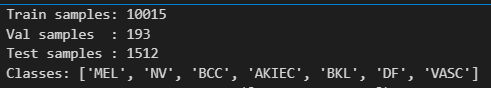 Train samples: 10015
Val samples  : 193
Test samples : 1512
Classes: ['MEL', 'NV', 'BCC', 'AKIEC', 'BKL', 'DF', 'VASC']